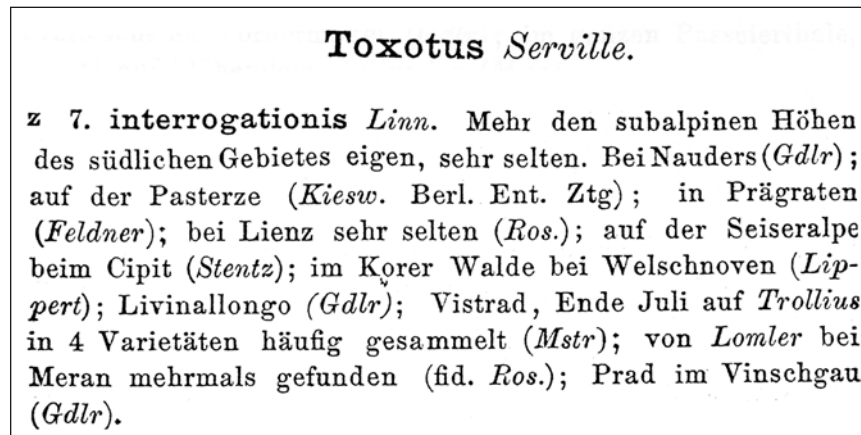 Toxotus Serville.
z 7. interrogationis Linn. Mehr den subalpinen Höhen
des südlichen Gebietes eigen, sehr selten. Bei Nauders (Gdlr);
auf der Pasterze (Kiesw. Berl. Ent. Ztg); in Prägraten
(Feldner); bei Lienz sehr selten (Ros.); auf der Seiseralpe
beim Cipit (Stentz); im Korer Walde bei Welschnoven (Lip-
pert); Livinallongo (Gdlr); Vistrad, Ende Juli auf Trollius
in 4 Varietäten häufig gesammelt (Mstr); von Lomler bei
Meran mehrmals gefunden (fid. Ros.); Prad im Vinschgau
(Gdlr).